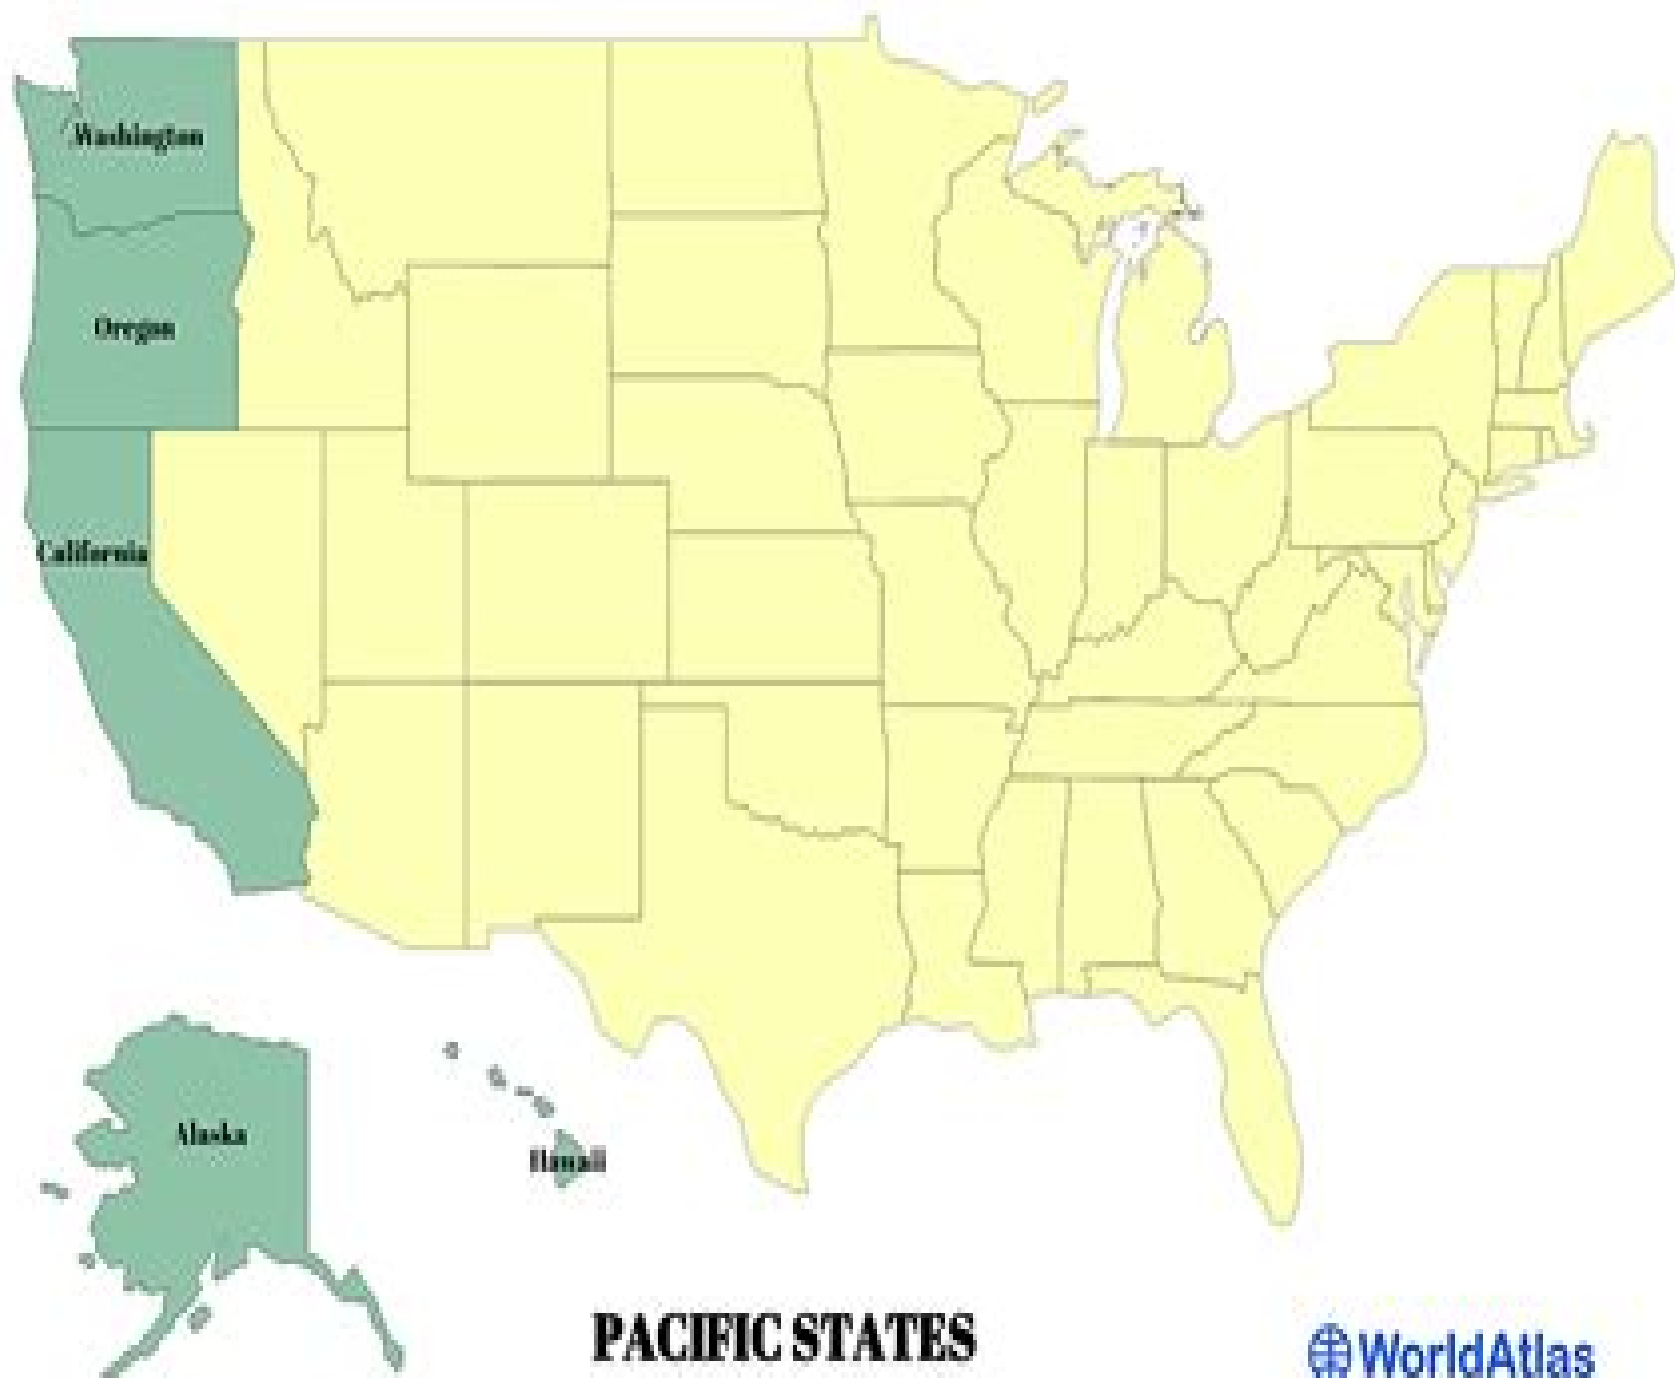 Washington
Oregon
California
Alaska
Hawaii
PACIFIC STATES
WorldAtlas